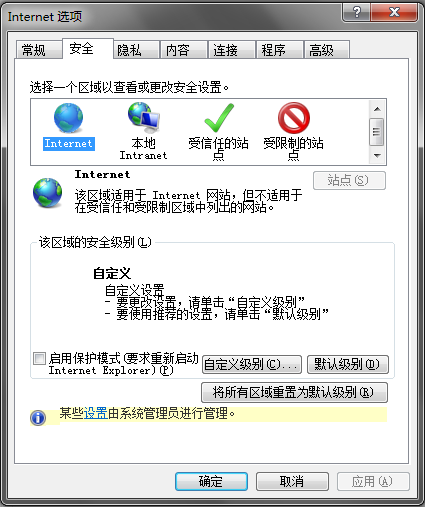 Internet 选项
常规 安全 隐私 内容 连接 程序 高级
选择一个区域以查看或更改安全设置。
Internet 本地 受信任的站 受限制的站
Intranet 点 点
Internet
站点(S)
该区域适用于 Internet 网站,但不适用于
在受信任和受限制区域中列出的网站。
该区域的安全级别(L)
自定义
自定义设置
- 要更改设置,请单击“自定义级别”
- 要使用推荐的设置,请单击“默认级别”
启用保护模式(要求重新启动
Internet Explorer)(P)
自定义级别(C)... 默认级别(D)
将所有区域重置为默认级别(R)
某些设置由系统管理员进行管理。
确定 取消 应用(A)